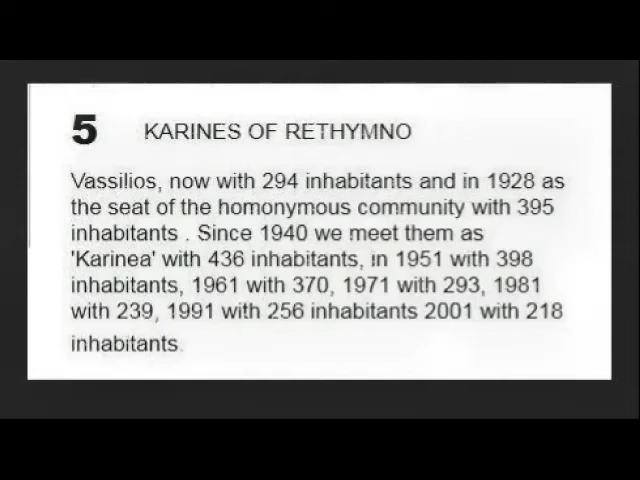 5 KARINES OF RETHYMNO
Vassilios, now with 294 inhabitants and in 1928 as
the seat of the homonymous community with 395
inhabitants . Since 1940 we meet them as
'Karinea' with 436 inhabitants, in 1951 with 398
inhabitants, 1961 with 370, 1971 with 293, 1981
with 239, 1991 with 256 inhabitants 2001 with 218
inhabitants.